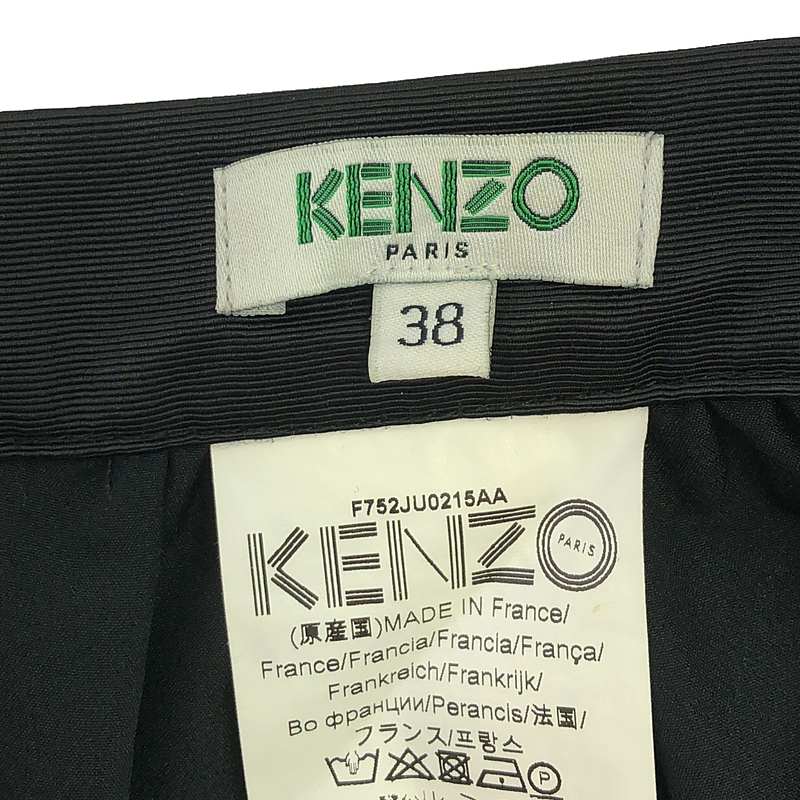 KENZO
PARIS
38
F752JU0215AA
KENZO PARIS
(原産国)MADE IN France/
France/Francia/Francia/França/
Frankreich/Frankrijk/
Во франции/Perancis/法国/
フランス/프랑스
P